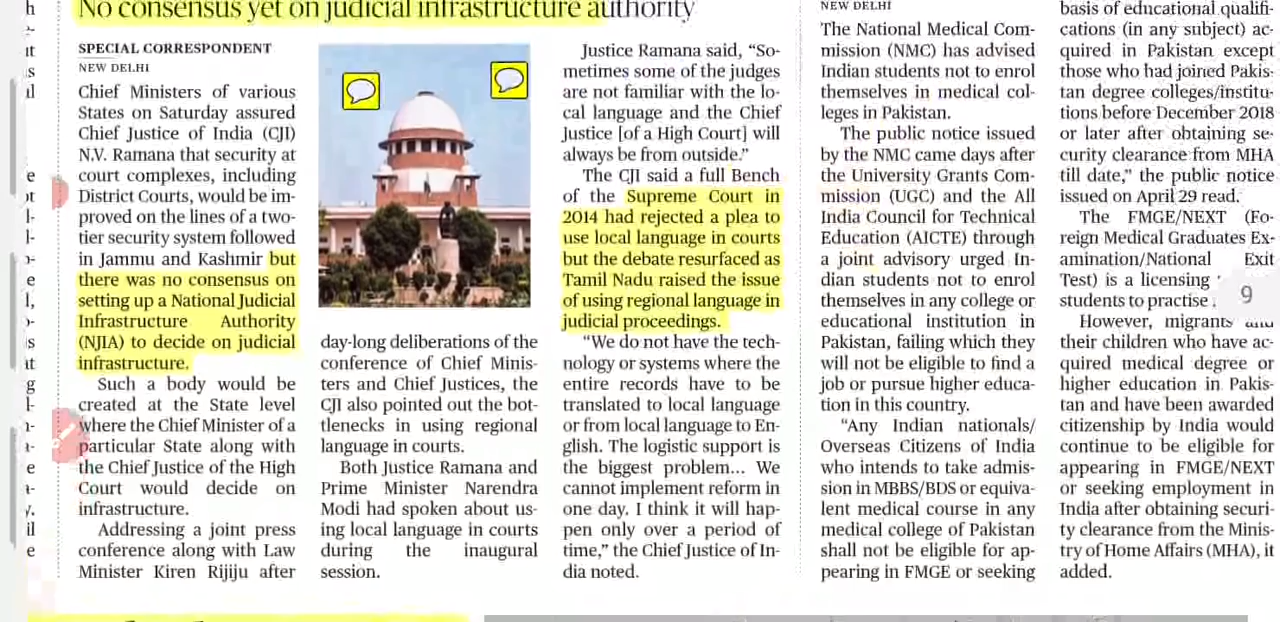 No consensus yet on judicial infrastructure authority
SPECIAL CORRESPONDENT
NEW DELHI
Chief Ministers of various
States on Saturday assured
Chief Justice of India (CJI)
N.V. Ramana that security at
court complexes, including
District Courts, would be im-
proved on the lines of a two-
tier security system followed
in Jammu and Kashmir but
there was no consensus on
setting up a National Judicial
Infrastructure Authority
(NJIA) to decide on judicial
infrastructure.
Such a body would be
created at the State level
where the Chief Minister of a
particular State along with
the Chief Justice of the High
Court would decide on
infrastructure.
Addressing a joint press
conference along with Law
Minister Kiren Rijiju after
day-long deliberations of the
conference of Chief Minis-
ters and Chief Justices, the
CJI also pointed out the bot-
tlenecks in using regional
language in courts.
Both Justice Ramana and
Prime Minister Narendra
Modi had spoken about us-
ing local language in courts
during the inaugural
session.
Justice Ramana said, “So-
metimes some of the judges
are not familiar with the lo-
cal language and the Chief
Justice [of a High Court] will
always be from outside.”
The CJI said a full Bench
of the Supreme Court in
2014 had rejected a plea to
use local language in courts
but the debate resurfaced as
Tamil Nadu raised the issue
of using regional language in
judicial proceedings.
“We do not have the tech-
nology or systems where the
entire records have to be
translated to local language
or from local language to En-
glish. The logistic support is
the biggest problem... We
cannot implement reform in
one day. I think it will hap-
pen only over a period of
time,” the Chief Justice of In-
dia noted.
NEW DELHI
The National Medical Com-
mission (NMC) has advised
Indian students not to enrol
themselves in medical col-
leges in Pakistan.
The public notice issued
by the NMC came days after
the University Grants Com-
mission (UGC) and the All
India Council for Technical
Education (AICTE) through
a joint advisory urged In-
dian students not to enrol
themselves in any college or
educational institution in
Pakistan, failing which they
will not be eligible to find a
job or pursue higher educa-
tion in this country.
“Any Indian nationals/
Overseas Citizens of India
who intends to take admis-
sion in MBBS/BDS or equiva-
lent medical course in any
medical college of Pakistan
shall not be eligible for ap-
pearing in FMGE or seeking
basis of educational qualifi-
cations (in any subject) ac-
quired in Pakistan except
those who had joined Pakis-
tan degree colleges/institu-
tions before December 2018
or later after obtaining se-
curity clearance from MHA
till date,” the public notice
issued on April 29 read.
The FMGE/NEXT (Fo-
reign Medical Graduates Ex-
amination/National Exit
Test) is a licensing
students to practise
However, migrants and
their children who have ac-
quired medical degree or
higher education in Pakis-
tan and have been awarded
citizenship by India would
continue to be eligible for
appearing in FMGE/NEXT
or seeking employment in
India after obtaining securi-
ty clearance from the Minis-
try of Home Affairs (MHA), it
added.
9